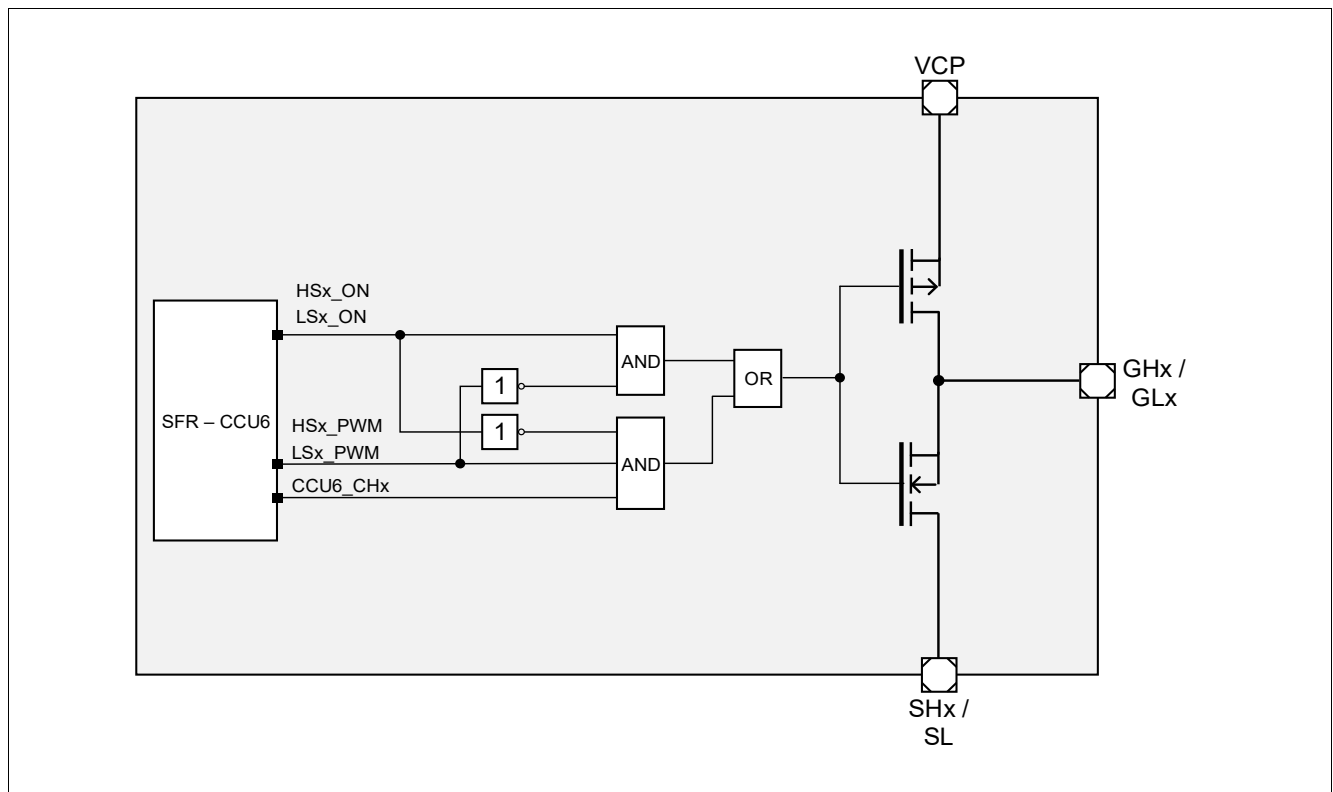 VCP
HSx_ON
LSx_ON
AND
GHx /
GLx
1
OR
SFR – CCU6
HSx_PWM
1
LSx_PWM
AND
CCU6_CHx
SHx /
SL